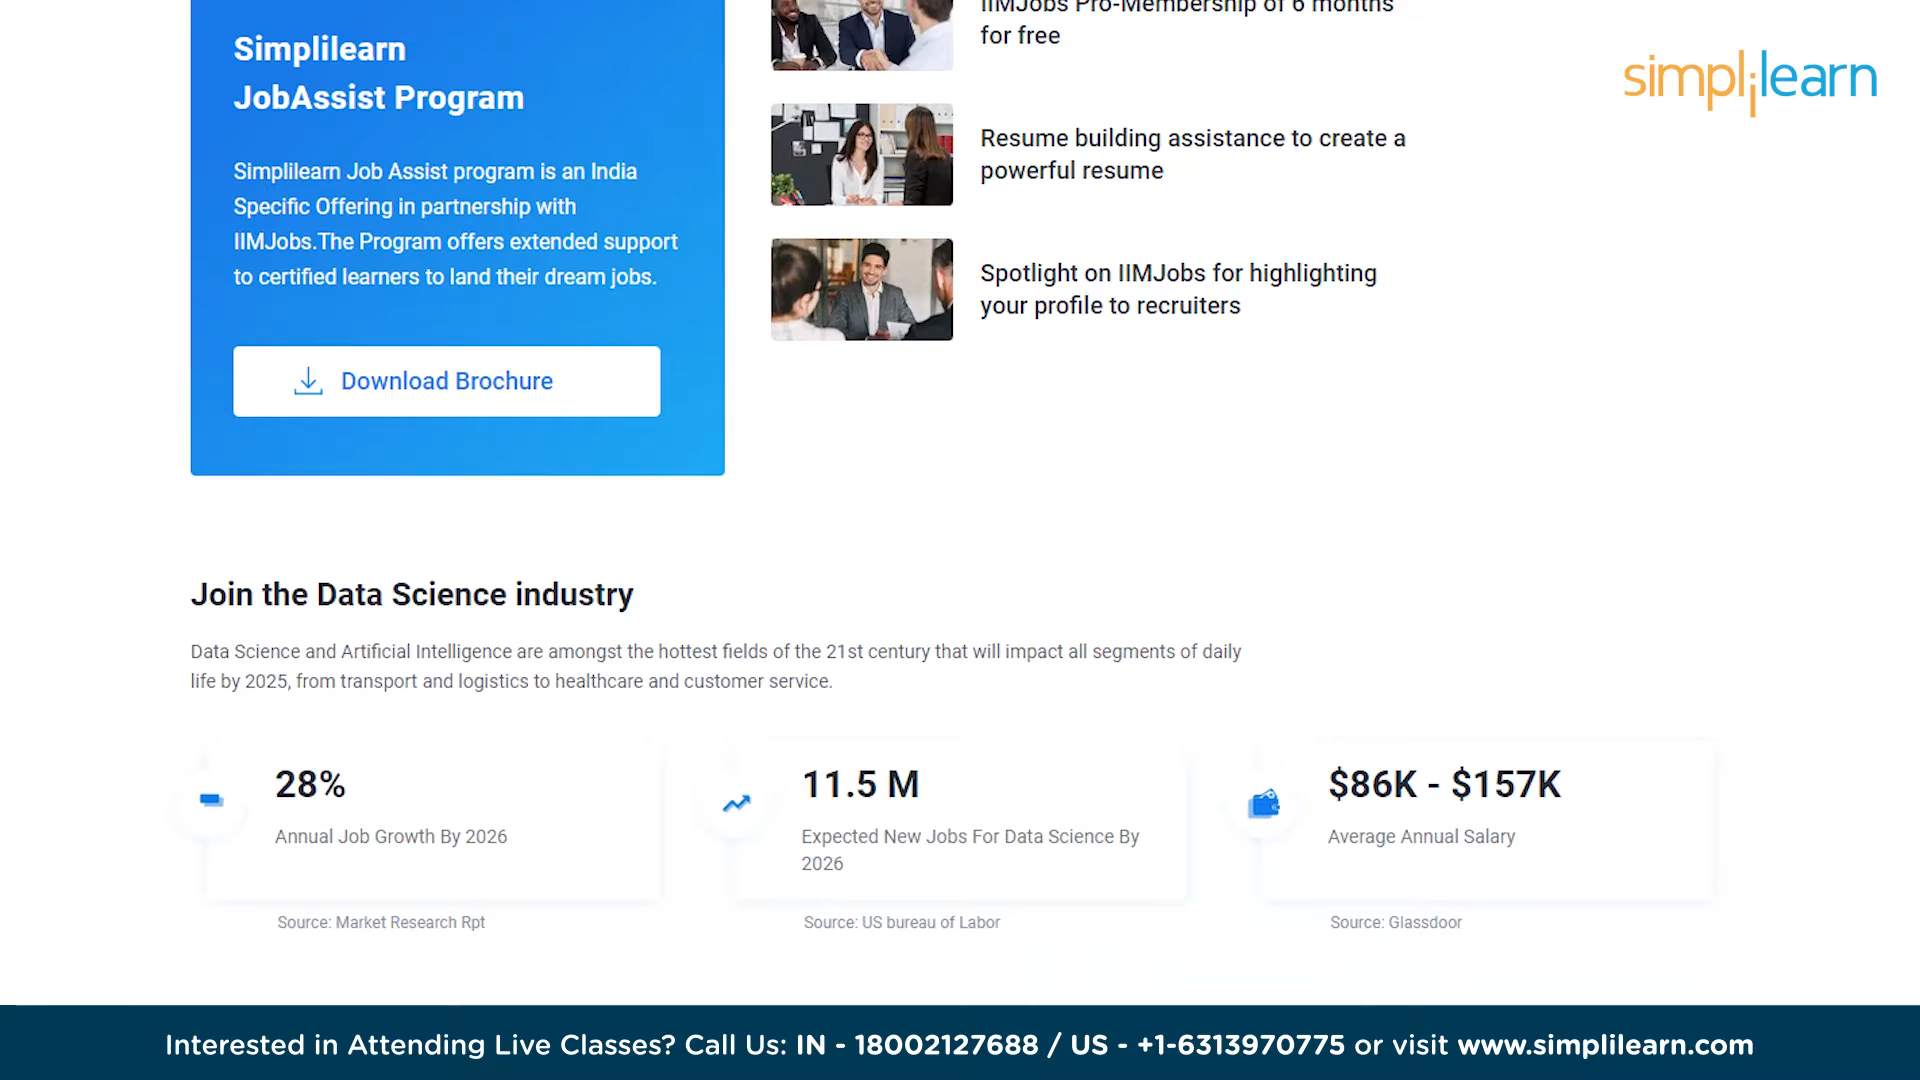 IIMJobs Pro-Membership of 6 months
for free
simplilearn
Simplilearn
JobAssist Program
Resume building assistance to create a
powerful resume
Simplilearn Job Assist program is an India
Specific Offering in partnership with
IIMJobs.The Program offers extended support
to certified learners to land their dream jobs.
Spotlight on IIMJobs for highlighting
your profile to recruiters
Download Brochure
Join the Data Science industry
Data Science and Artificial Intelligence are amongst the hottest fields of the 21st century that will impact all segments of daily
life by 2025, from transport and logistics to healthcare and customer service.
28%
Annual Job Growth By 2026
Source: Market Research Rpt
11.5 M
Expected New Jobs For Data Science By
2026
Source: US bureau of Labor
$86K - $157K
Average Annual Salary
Source: Glassdoor
Interested in Attending Live Classes? Call Us: IN - 18002127688 / US - +1-6313970775 or visit www.simplilearn.com